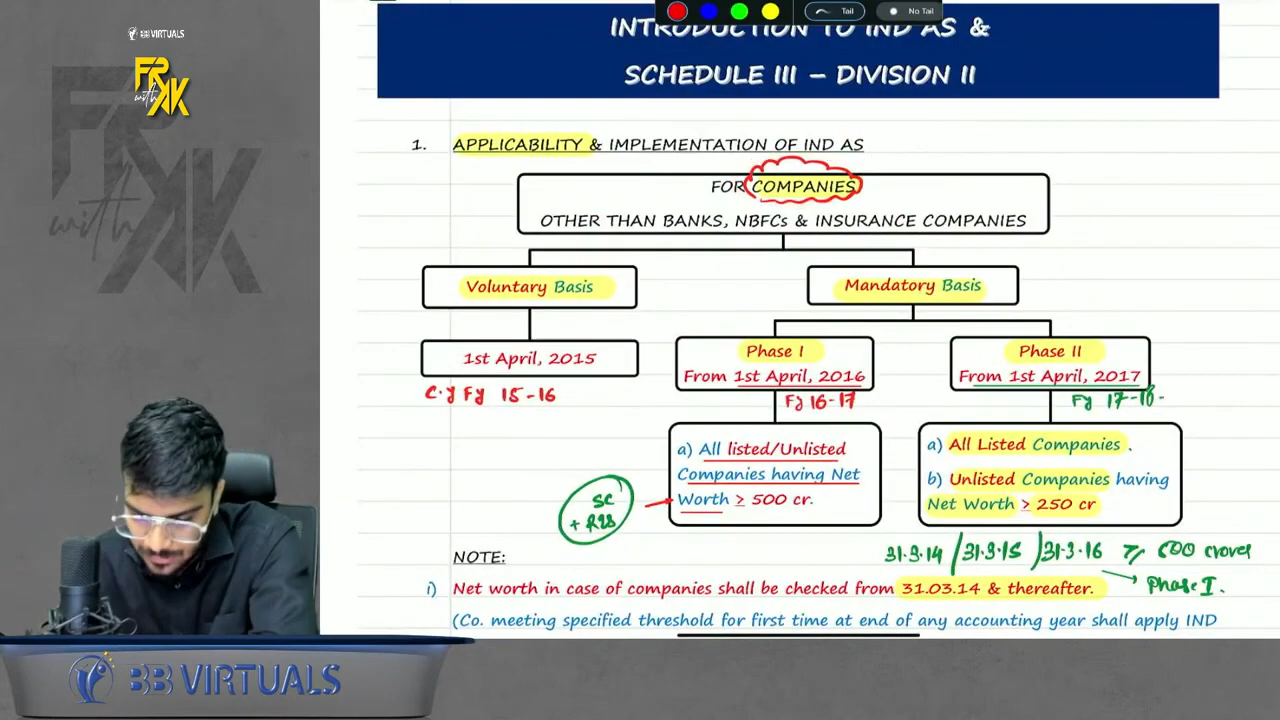 BB VIRTUALS
FR
with
AK
Tail
No Tail
INTRODUCTION TO IND AS &
SCHEDULE III – DIVISION II
1. APPLICABILITY & IMPLEMENTATION OF IND AS
FOR COMPANIES
OTHER THAN BANKS, NBFCs & INSURANCE COMPANIES
Voluntary Basis
Mandatory Basis
1st April, 2015
Phase I
From 1st April, 2016
Phase II
From 1st April, 2017
C.y Fy 15-16
Fy 16-17
Fy 17-18.
a) All listed/Unlisted
Companies having Net
Worth ≥ 500 cr.
a) All Listed Companies .
b) Unlisted Companies having
Net Worth ≥ 250 cr
SC
+ R&S
31.3.14 / 31.3.15 / 31.3.16 ≥ 500 crores
Phase I.
NOTE:
i) Net worth in case of companies shall be checked from 31.03.14 & thereafter.
(Co. meeting specified threshold for first time at end of any accounting year shall apply IND
BB VIRTUALS